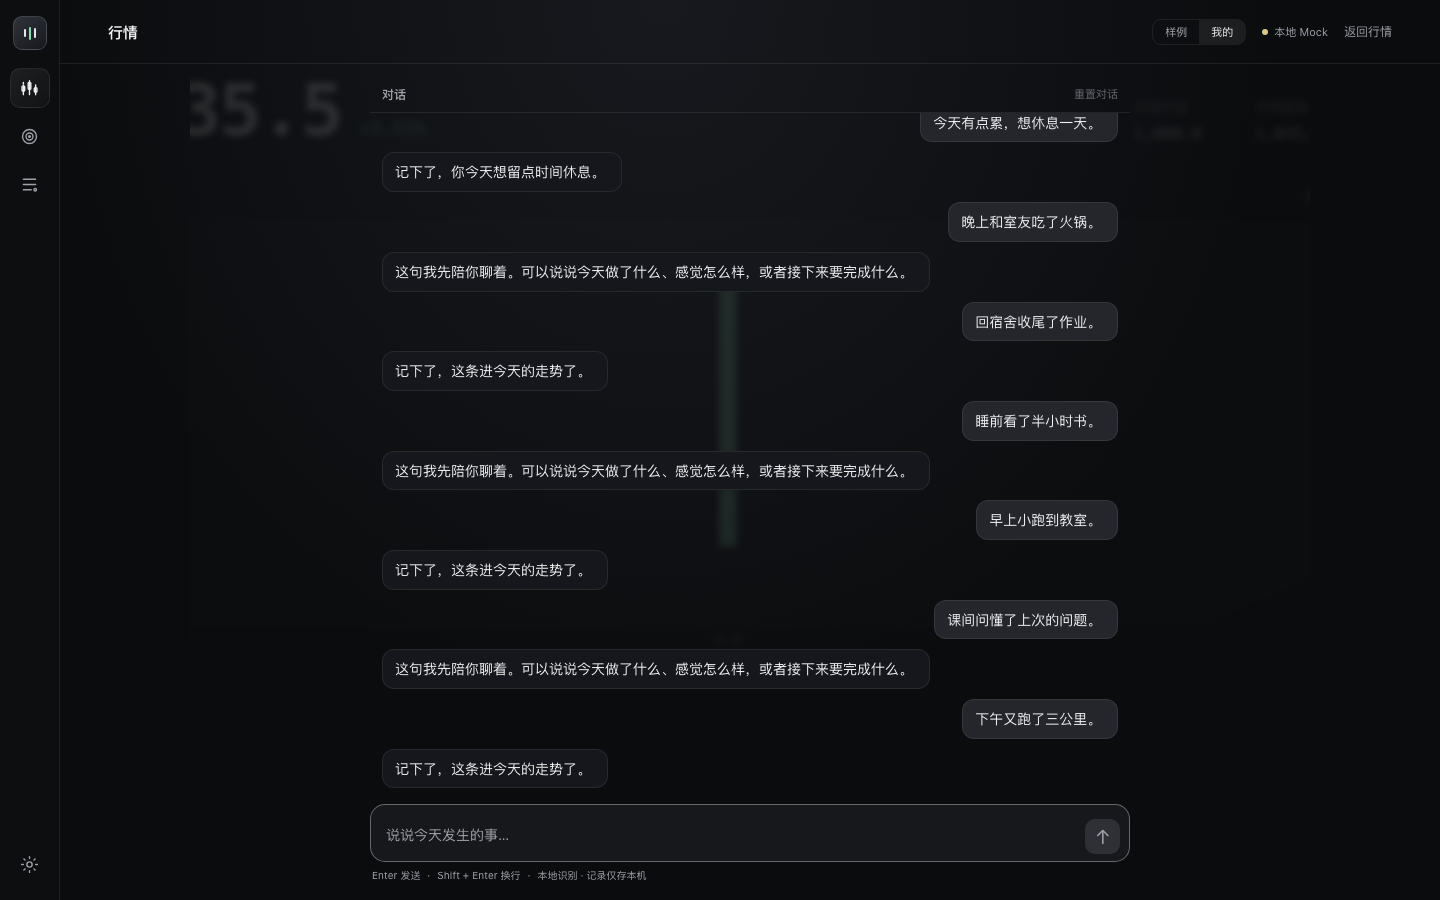 行情
样例
我的
本地 Mock
返回行情
35.5
对话
重置对话
今天有点累，想休息一天。
记下了，你今天想留点时间休息。
晚上和室友吃了火锅。
这句我先陪你聊着。可以说说今天做了什么、感觉怎么样，或者接下来要完成什么。
回宿舍收尾了作业。
记下了，这条进今天的走势了。
睡前看了半小时书。
这句我先陪你聊着。可以说说今天做了什么、感觉怎么样，或者接下来要完成什么。
早上小跑到教室。
记下了，这条进今天的走势了。
课间问懂了上次的问题。
这句我先陪你聊着。可以说说今天做了什么、感觉怎么样，或者接下来要完成什么。
下午又跑了三公里。
记下了，这条进今天的走势了。
说说今天发生的事...
Enter 发送 · Shift + Enter 换行 · 本地识别 · 记录仅存本机